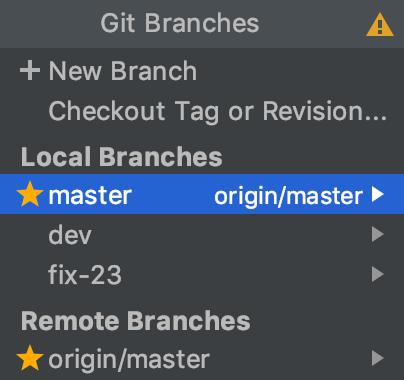 Git Branches
New Branch
Checkout Tag or Revision...
Local Branches
master origin/master
dev
fix-23
Remote Branches
origin/master